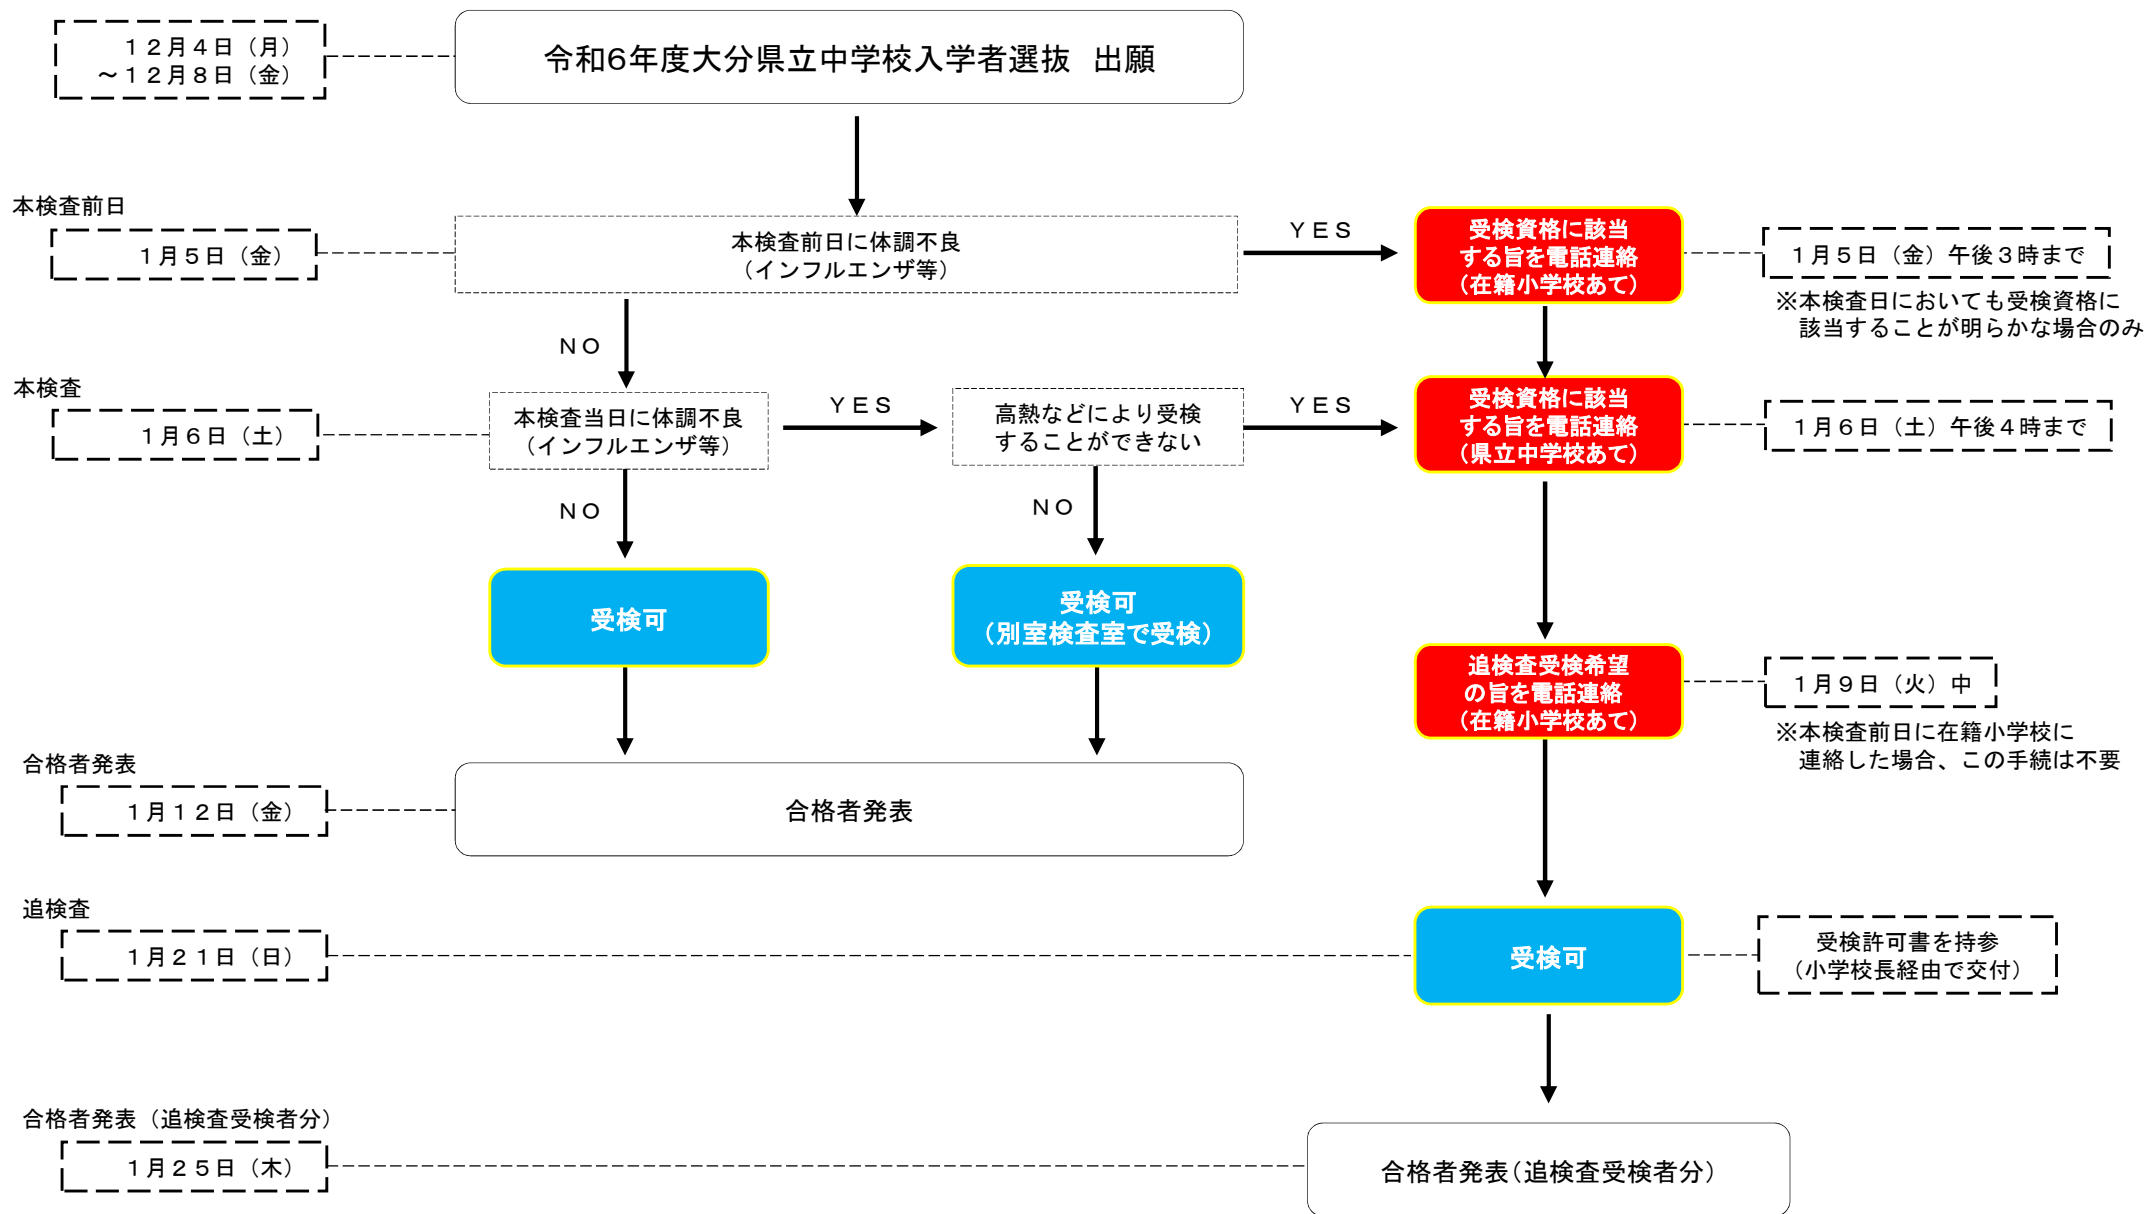 １２月４日（月）
～１２月８日（金）
令和６年度大分県立中学校入学者選抜　出願
本検査前日
１月５日（金）
本検査前日に体調不良
（インフルエンザ等）
ＹＥＳ
受検資格に該当
する旨を電話連絡
（在籍小学校あて）
１月５日（金）午後３時まで
※本検査日においても受検資格に
該当することが明らかな場合のみ
ＮＯ
本検査
１月６日（土）
本検査当日に体調不良
（インフルエンザ等）
ＹＥＳ
高熱などにより受検
することができない
ＹＥＳ
受検資格に該当
する旨を電話連絡
（県立中学校あて）
１月６日（土）午後４時まで
ＮＯ
ＮＯ
受検可
受検可
（別室検査室で受検）
追検査受検希望
の旨を電話連絡
（在籍小学校あて）
１月９日（火）中
※本検査前日に在籍小学校に
連絡した場合、この手続は不要
合格者発表
１月１２日（金）
合格者発表
追検査
１月２１日（日）
受検可
受検許可書を持参
（小学校長経由で交付）
合格者発表（追検査受検者分）
１月２５日（木）
合格者発表（追検査受検者分）